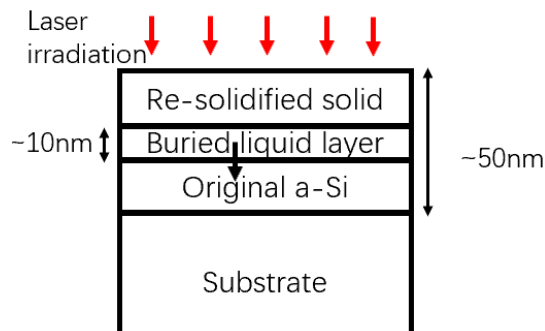 Laser
irradiation
Re-solidified solid
~10nm
Buried liquid layer
~50nm
Original a-Si
Substrate